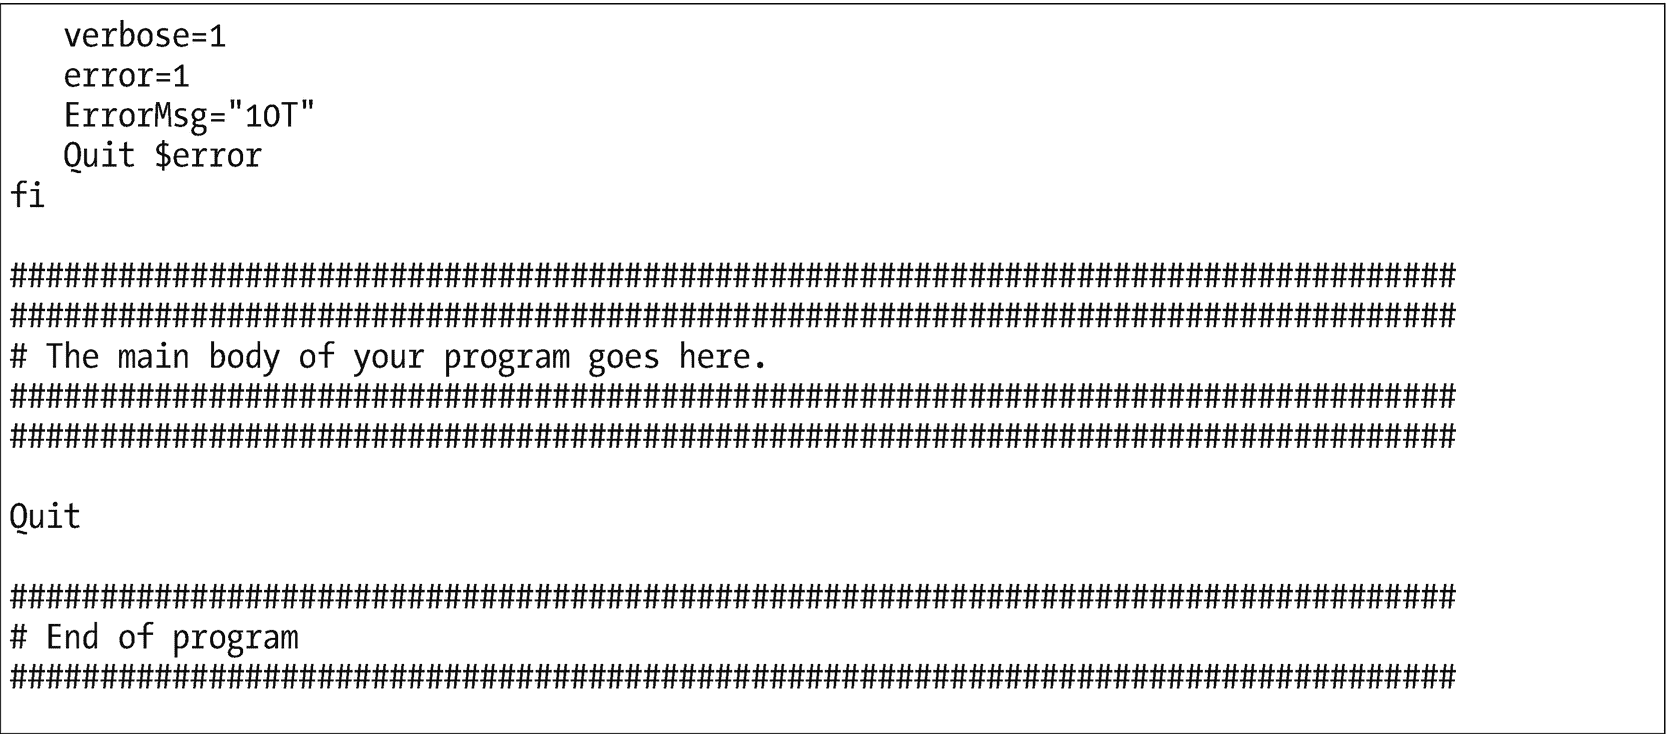 verbose=1
   error=1
   ErrorMsg="10T"
   Quit $error
fi

################################################################################
################################################################################
# The main body of your program goes here.
################################################################################
################################################################################

Quit

################################################################################
# End of program
################################################################################